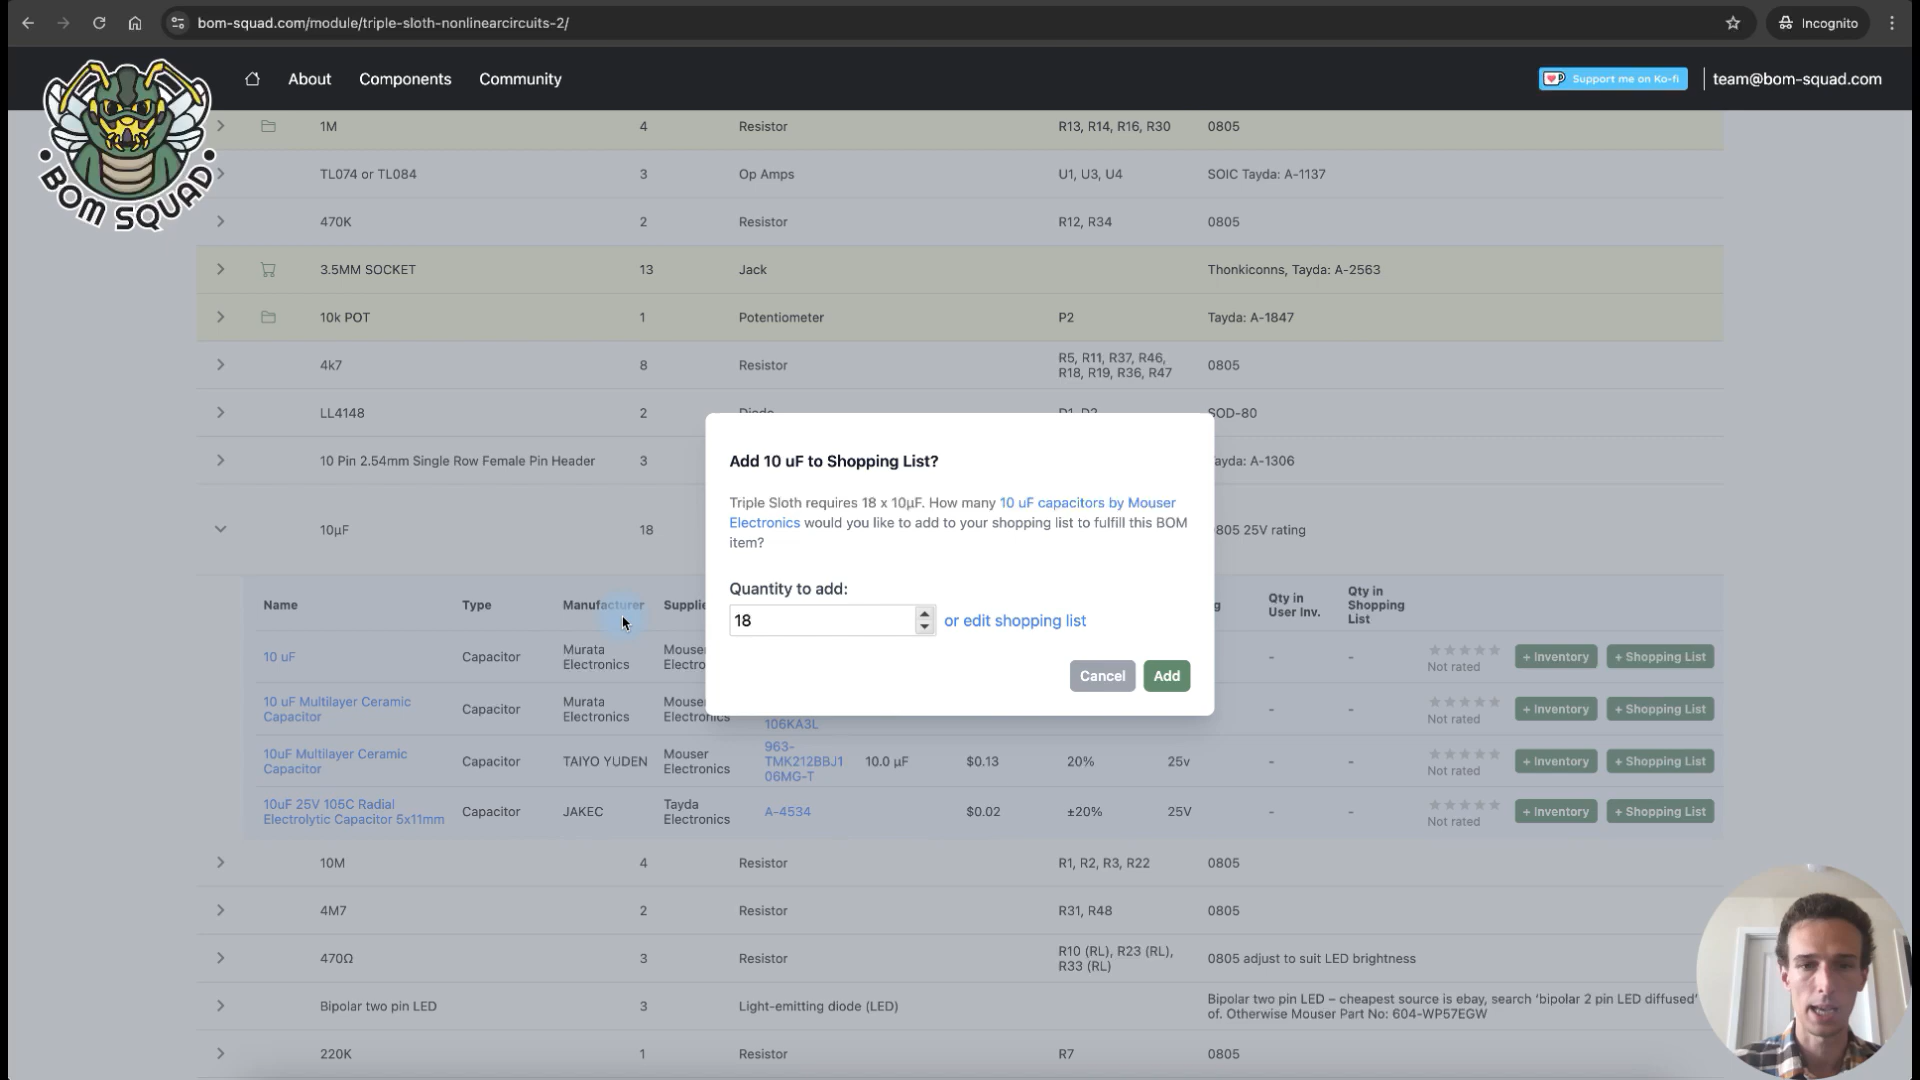 bom-squad.com/module/triple-sloth-nonlinearcircuits-2/
Incognito
BOM SQUAD
About
Components
Community
Support me on Ko-fi
team@bom-squad.com
1M 4 Resistor R13, R14, R16, R30 0805
TL074 or TL084 3 Op Amps U1, U3, U4 SOIC Tayda: A-1137
470K 2 Resistor R12, R34 0805
3.5MM SOCKET 13 Jack Thonkiconns, Tayda: A-2563
10k POT 1 Potentiometer P2 Tayda: A-1847
4k7 8 Resistor R5, R11, R37, R46, 0805
R18, R19, R36, R47
LL4148 2 Diode D1, D2 SOD-80
10 Pin 2.54mm Single Row Female Pin Header 3 ayda: A-1306
10µF 18 805 25V rating
Add 10 uF to Shopping List?
Triple Sloth requires 18 x 10µF. How many 10 uF capacitors by Mouser
Electronics would you like to add to your shopping list to fulfill this BOM
item?
Quantity to add:
18
or edit shopping list
Cancel
Add
Name Type Manufacturer Supplie g Qty in User Inv. Qty in Shopping List
10 uF Capacitor Murata Electronics Mouser Electro - - Not rated + Inventory + Shopping List
10 uF Multilayer Ceramic Capacitor Capacitor Murata Electronics Mouser Electronics 106KA3L - - Not rated + Inventory + Shopping List
10uF Multilayer Ceramic Capacitor Capacitor TAIYO YUDEN Mouser Electronics 963-TMK212BBJ106MG-T 10.0 µF $0.13 20% 25v - - Not rated + Inventory + Shopping List
10uF 25V 105C Radial Electrolytic Capacitor 5x11mm Capacitor JAKEC Tayda Electronics A-4534 $0.02 ±20% 25V - - Not rated + Inventory + Shopping List
10M 4 Resistor R1, R2, R3, R22 0805
4M7 2 Resistor R31, R48 0805
470Ω 3 Resistor R10 (RL), R23 (RL), 0805 adjust to suit LED brightness
R33 (RL)
Bipolar two pin LED 3 Light-emitting diode (LED) Bipolar two pin LED – cheapest source is ebay, search ‘bipolar 2 pin LED diffused’
of. Otherwise Mouser Part No: 604-WP57EGW
220K 1 Resistor R7 0805